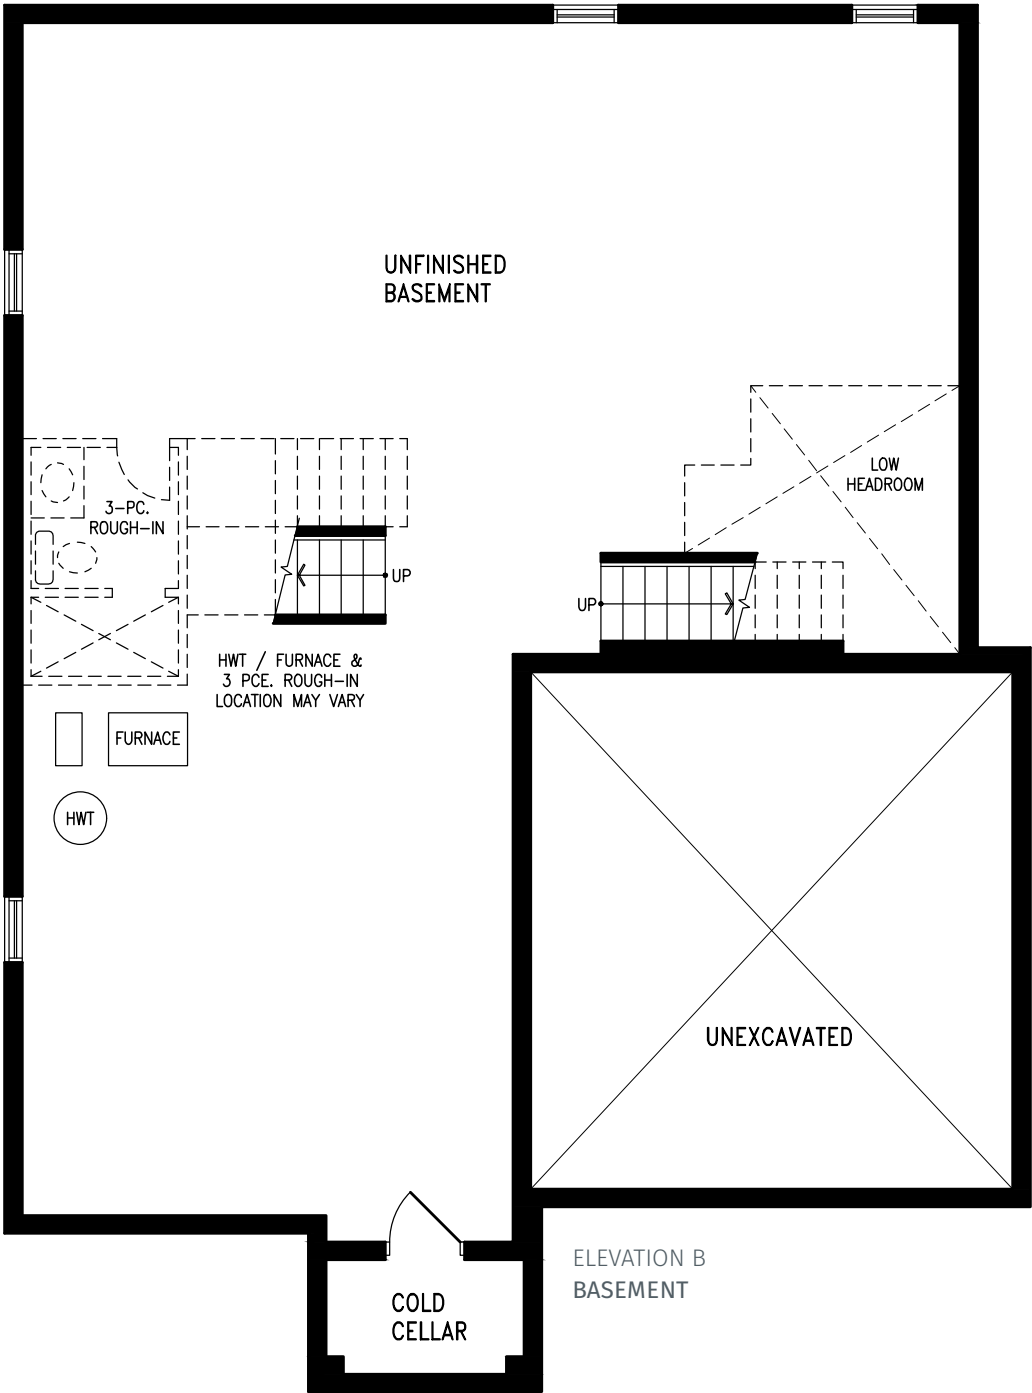 UNFINISHED
BASEMENT
LOW
HEADROOM
3-PC.
ROUGH-IN
UP
UP
HWT / FURNACE &
3 PCE. ROUGH-IN
LOCATION MAY VARY
FURNACE
HWT
UNEXCAVATED
ELEVATION B
BASEMENT
COLD
CELLAR